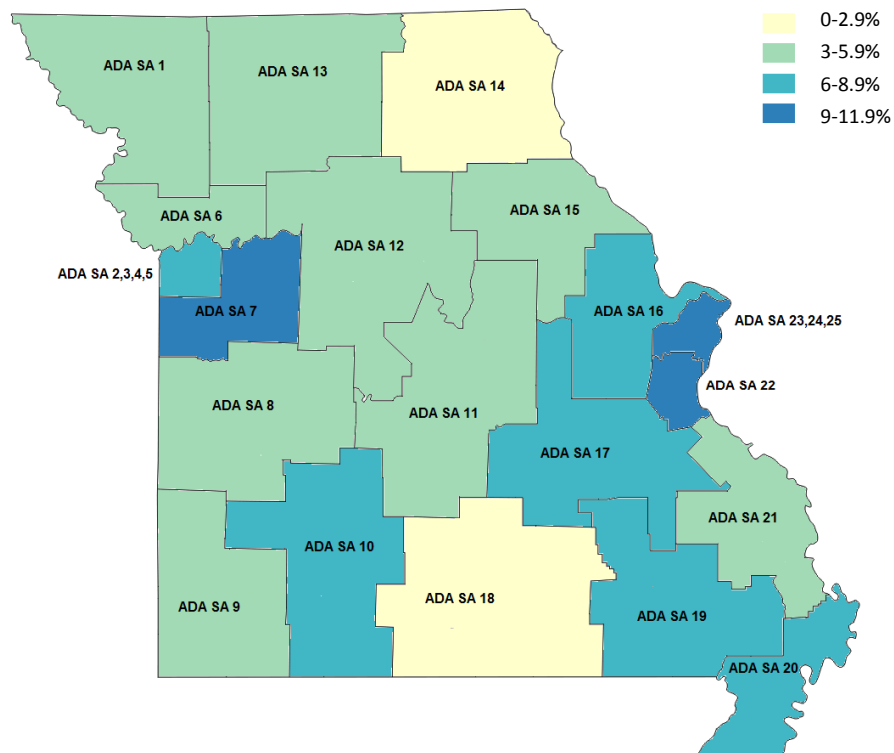 0-2.9%
3-5.9%
6-8.9%
9-11.9%
ADA SA 1
ADA SA 13
ADA SA 14
ADA SA 6
ADA SA 15
ADA SA 12
ADA SA 2,3,4,5
ADA SA 7
ADA SA 16
ADA SA 23,24,25
ADA SA 22
ADA SA 8
ADA SA 11
ADA SA 17
ADA SA 21
ADA SA 10
ADA SA 18
ADA SA 9
ADA SA 19
ADA SA 20